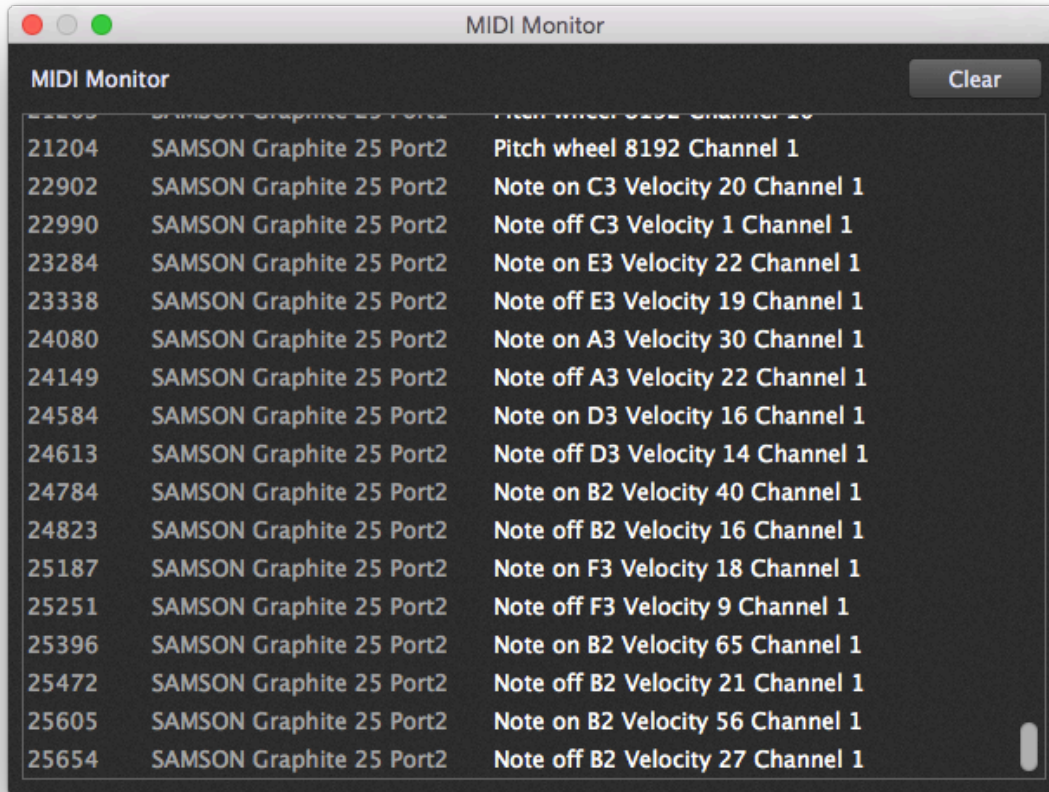 MIDI Monitor
MIDI Monitor Clear
21203 SAMSON Graphite 25 Port1 Pitch wheel 8192 Channel 16
21204 SAMSON Graphite 25 Port2 Pitch wheel 8192 Channel 1
22902 SAMSON Graphite 25 Port2 Note on C3 Velocity 20 Channel 1
22990 SAMSON Graphite 25 Port2 Note off C3 Velocity 1 Channel 1
23284 SAMSON Graphite 25 Port2 Note on E3 Velocity 22 Channel 1
23338 SAMSON Graphite 25 Port2 Note off E3 Velocity 19 Channel 1
24080 SAMSON Graphite 25 Port2 Note on A3 Velocity 30 Channel 1
24149 SAMSON Graphite 25 Port2 Note off A3 Velocity 22 Channel 1
24584 SAMSON Graphite 25 Port2 Note on D3 Velocity 16 Channel 1
24613 SAMSON Graphite 25 Port2 Note off D3 Velocity 14 Channel 1
24784 SAMSON Graphite 25 Port2 Note on B2 Velocity 40 Channel 1
24823 SAMSON Graphite 25 Port2 Note off B2 Velocity 16 Channel 1
25187 SAMSON Graphite 25 Port2 Note on F3 Velocity 18 Channel 1
25251 SAMSON Graphite 25 Port2 Note off F3 Velocity 9 Channel 1
25396 SAMSON Graphite 25 Port2 Note on B2 Velocity 65 Channel 1
25472 SAMSON Graphite 25 Port2 Note off B2 Velocity 21 Channel 1
25605 SAMSON Graphite 25 Port2 Note on B2 Velocity 56 Channel 1
25654 SAMSON Graphite 25 Port2 Note off B2 Velocity 27 Channel 1